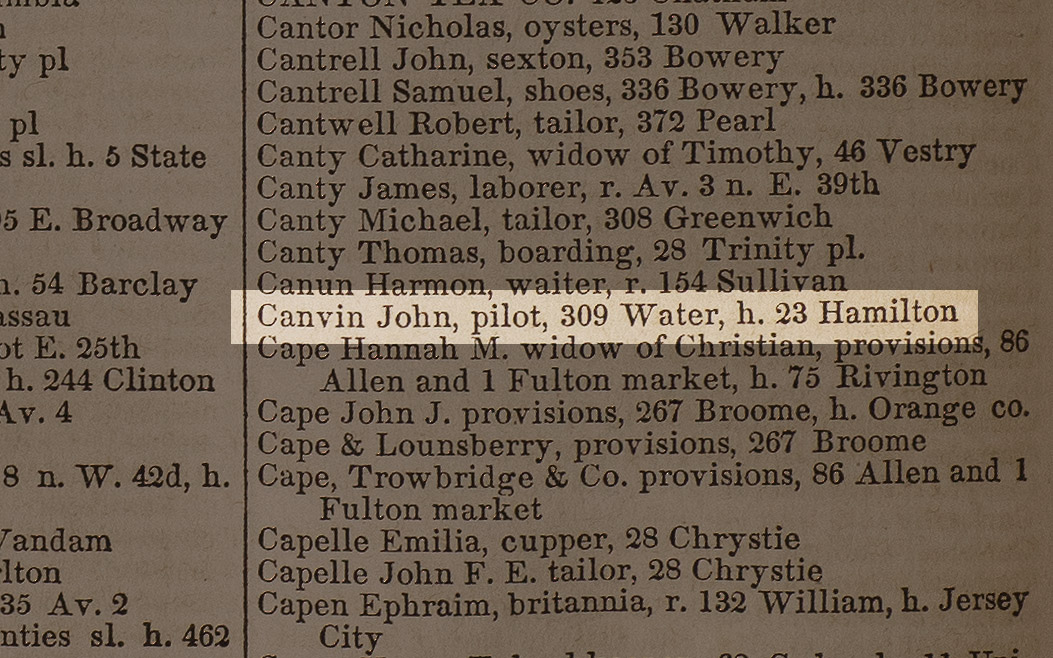 CANTON TEA CO. 125 Chatham
ty pl
pl
s sl. h. 5 State
5 E. Broadway
h. 54 Barclay
assau
ot E. 25th
h. 244 Clinton
Av. 4
8 n. W. 42d, h.
Vandam
lton
35 Av. 2
nties sl. h. 462
Cantor Nicholas, oysters, 130 Walker
Cantrell John, sexton, 353 Bowery
Cantrell Samuel, shoes, 336 Bowery, h. 336 Bowery
Cantwell Robert, tailor, 372 Pearl
Canty Catharine, widow of Timothy, 46 Vestry
Canty James, laborer, r. Av. 3 n. E. 39th
Canty Michael, tailor, 308 Greenwich
Canty Thomas, boarding, 28 Trinity pl.
Canun Harmon, waiter, r. 154 Sullivan
Canvin John, pilot, 309 Water, h. 23 Hamilton
Cape Hannah M. widow of Christian, provisions, 86
Allen and 1 Fulton market, h. 75 Rivington
Cape John J. provisions, 267 Broome, h. Orange co.
Cape & Lounsberry, provisions, 267 Broome
Cape, Trowbridge & Co. provisions, 86 Allen and 1
Fulton market
Capelle Emilia, cupper, 28 Chrystie
Capelle John F. E. tailor, 28 Chrystie
Capen Ephraim, britannia, r. 132 William, h. Jersey
City